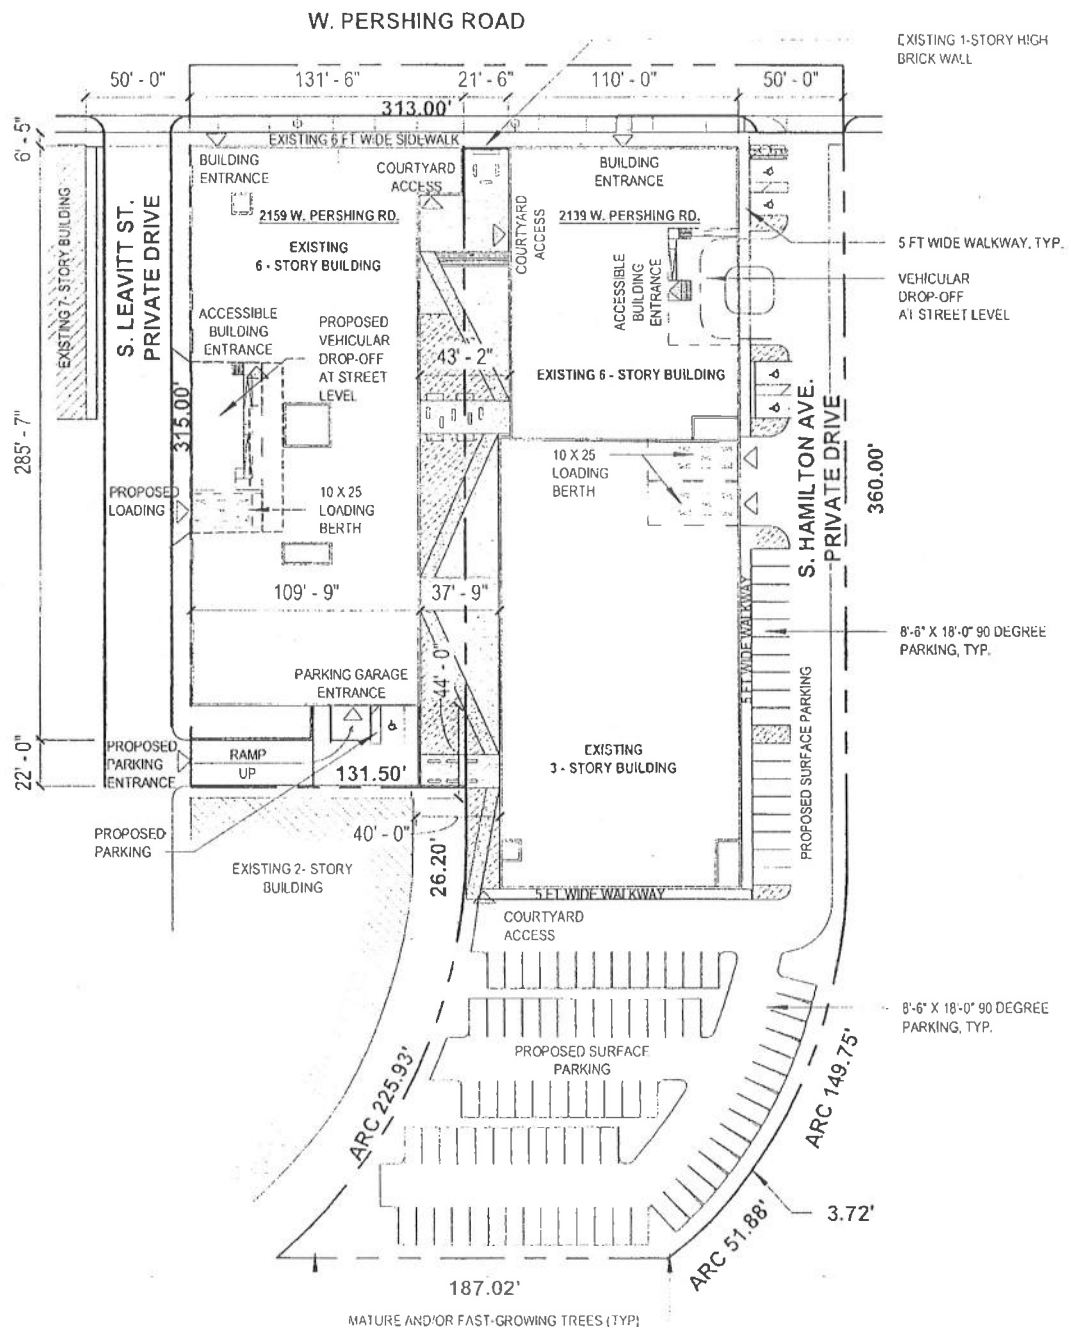 W. PERSHING ROAD
EXISTING 1-STORY HIGH
BRICK WALL
50' - 0"
131' - 6"
21' - 6"
110' - 0"
50' - 0"
313.00'
6' - 5"
EXISTING 6 FT WIDE SIDEWALK
BUILDING
ENTRANCE
COURTYARD
ACCESS
BUILDING
ENTRANCE
2159 W. PERSHING RD.
2139 W. PERSHING RD.
EXISTING
6 - STORY BUILDING
COURTYARD
ACCESS
5 FT WIDE WALKWAY, TYP.
EXISTING 7- STORY BUILDING
S. LEAVITT ST.
PRIVATE DRIVE
ACCESSIBLE
BUILDING
ENTRANCE
VEHICULAR
DROP-OFF
AT STREET LEVEL
ACCESSIBLE
BUILDING
ENTRANCE
PROPOSED
VEHICULAR
DROP-OFF
AT STREET
LEVEL
43' - 2"
EXISTING 6 - STORY BUILDING
285' - 7"
315.00'
S. HAMILTON AVE.
PRIVATE DRIVE
360.00'
10 X 25
LOADING
BERTH
PROPOSED
LOADING
10 X 25
LOADING
BERTH
109' - 9"
37' - 9"
5 FT WIDE WALKWAY
8'-6" X 18'-0" 90 DEGREE
PARKING, TYP.
44' - 0"
PARKING GARAGE
ENTRANCE
PROPOSED SURFACE PARKING
22' - 0"
PROPOSED
PARKING
ENTRANCE
RAMP
UP
131.50'
EXISTING
3 - STORY BUILDING
PROPOSED
PARKING
40' - 0"
26.20'
EXISTING 2- STORY
BUILDING
5 FT WIDE WALKWAY
COURTYARD
ACCESS
8'-6" X 18'-0" 90 DEGREE
PARKING, TYP.
PROPOSED SURFACE
PARKING
ARC 225.93'
ARC 149.75'
3.72'
ARC 51.88'
187.02'
MATURE AND/OR FAST-GROWING TREES (TYP)